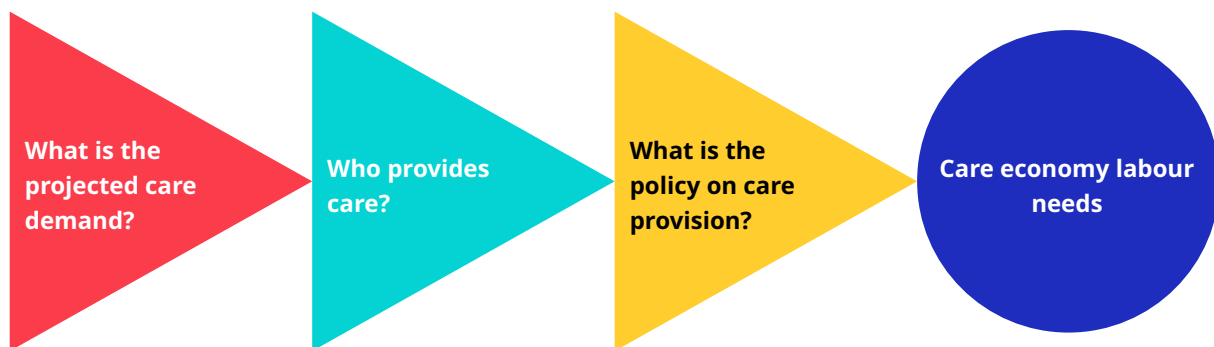 What is the
projected care
demand?
Who provides
care?
What is the
policy on care
provision?
Care economy labour
needs